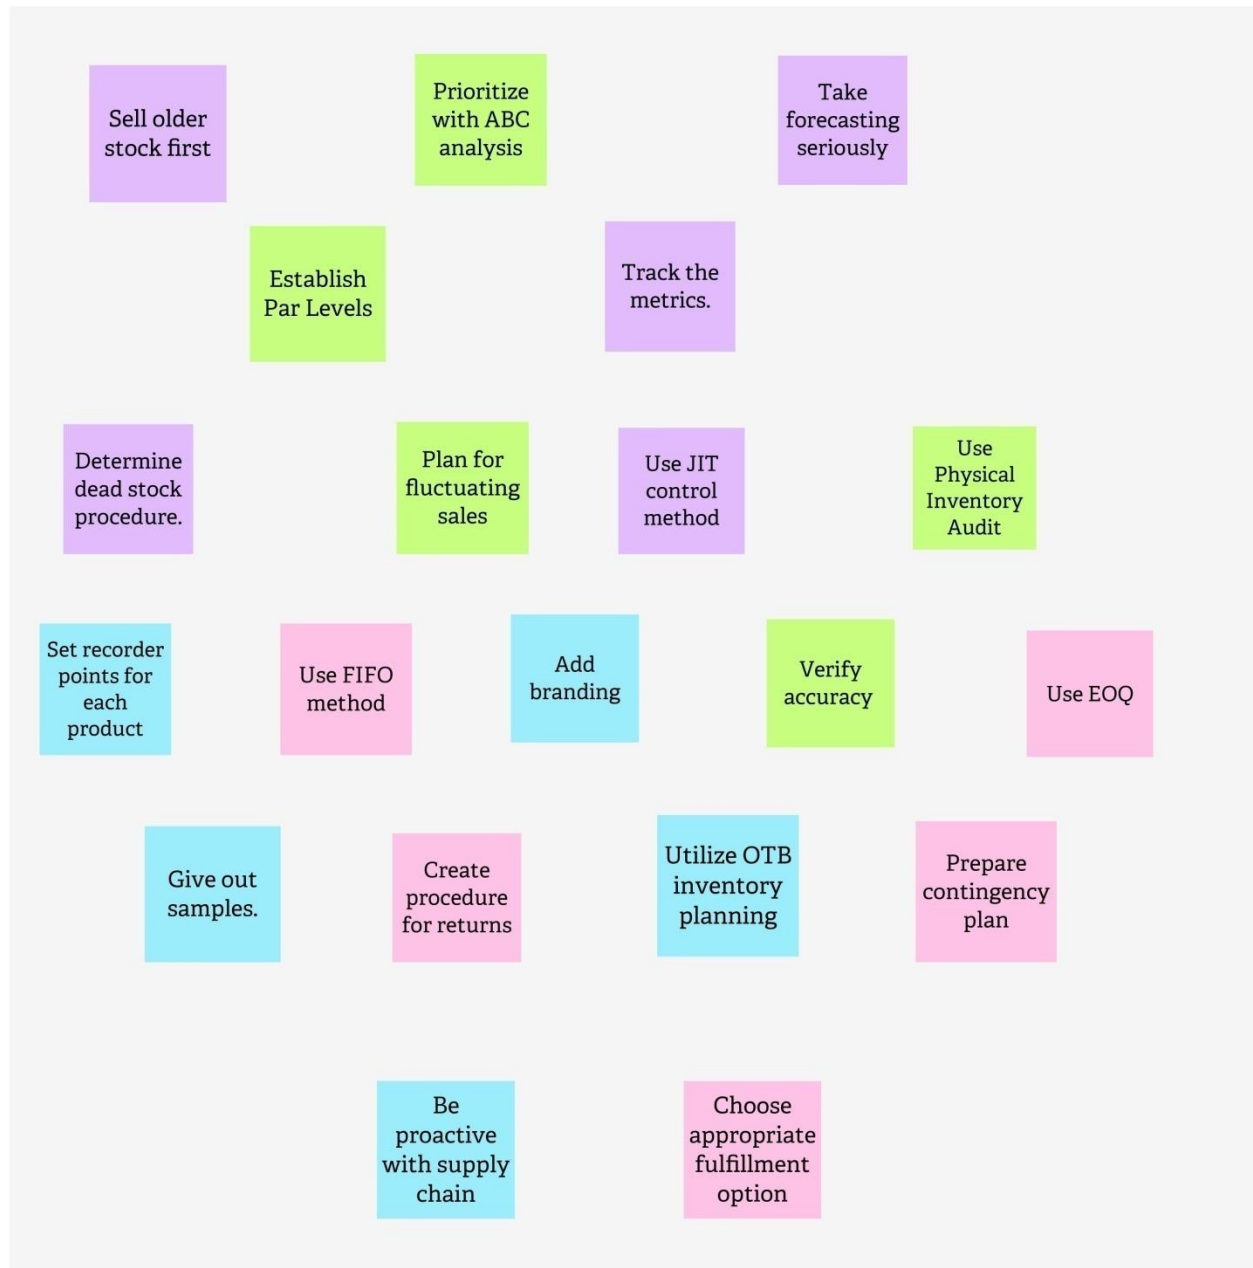 Sell older
stock first
Prioritize
with ABC
analysis
Take
forecasting
seriously
Establish
Par Levels
Track the
metrics.
Determine
dead stock
procedure.
Plan for
fluctuating
sales
Use JIT
control
method
Use
Physical
Inventory
Audit
Set recorder
points for
each
product
Use FIFO
method
Add
branding
Verify
accuracy
Use EOQ
Give out
samples.
Create
procedure
for returns
Utilize OTB
inventory
planning
Prepare
contingency
plan
Be
proactive
with supply
chain
Choose
appropriate
fulfillment
option